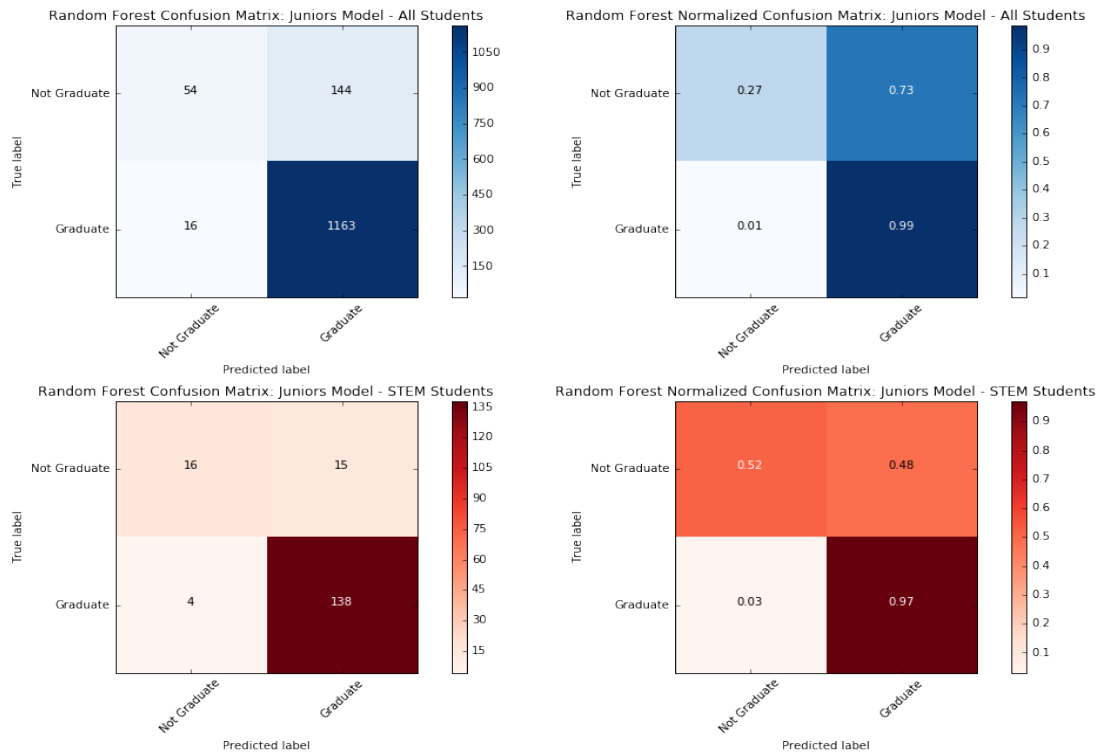 Random Forest Confusion Matrix: Juniors Model - All Students
Not Graduate
Graduate
True label
54
144
16
1163
Not Graduate
Graduate
Predicted label
1050
900
750
600
450
300
150
Random Forest Normalized Confusion Matrix: Juniors Model - All Students
Not Graduate
Graduate
True label
0.27
0.73
0.01
0.99
Not Graduate
Graduate
Predicted label
0.9
0.8
0.7
0.6
0.5
0.4
0.3
0.2
0.1
Random Forest Confusion Matrix: Juniors Model - STEM Students
Not Graduate
Graduate
True label
16
15
4
138
Not Graduate
Graduate
Predicted label
135
120
105
90
75
60
45
30
15
Random Forest Normalized Confusion Matrix: Juniors Model - STEM Students
Not Graduate
Graduate
True label
0.52
0.48
0.03
0.97
Not Graduate
Graduate
Predicted label
0.9
0.8
0.7
0.6
0.5
0.4
0.3
0.2
0.1